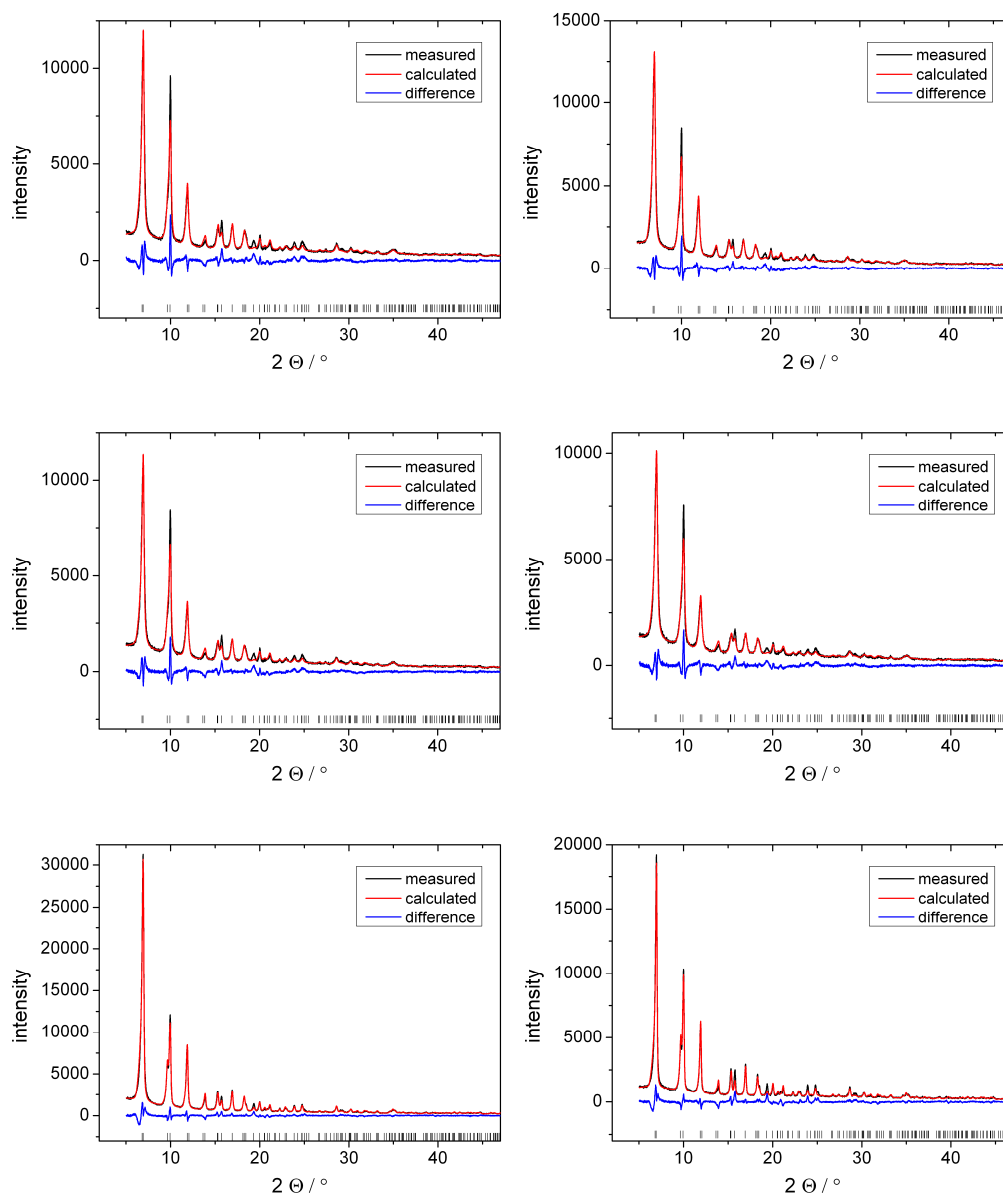 10000
5000
0
intensity
measured
calculated
difference
10 20 30 40
2 Θ / °
15000
10000
5000
0
intensity
measured
calculated
difference
10 20 30 40
2 Θ / °
10000
5000
0
intensity
measured
calculated
difference
10 20 30 40
2 Θ / °
10000
5000
0
intensity
measured
calculated
difference
10 20 30 40
2 Θ / °
30000
25000
20000
15000
10000
5000
0
intensity
measured
calculated
difference
10 20 30 40
2 Θ / °
20000
15000
10000
5000
0
intensity
measured
calculated
difference
10 20 30 40
2 Θ / °